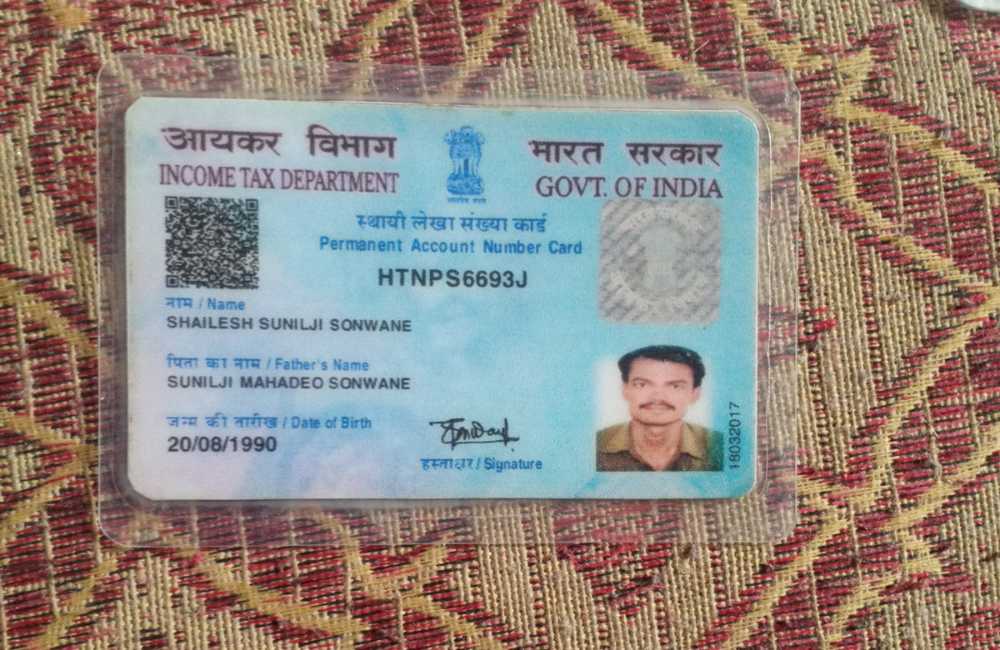 आयकर विभाग
INCOME TAX DEPARTMENT
भारत सरकार
GOVT. OF INDIA
स्थायी लेखा संख्या कार्ड
Permanent Account Number Card
HTNPS6693J
नाम / Name
SHAILESH SUNILJI SONWANE
पिता का नाम / Father's Name
SUNILJI MAHADEO SONWANE
जन्म की तारीख / Date of Birth
20/08/1990
हस्ताक्षर / Signature
18032017